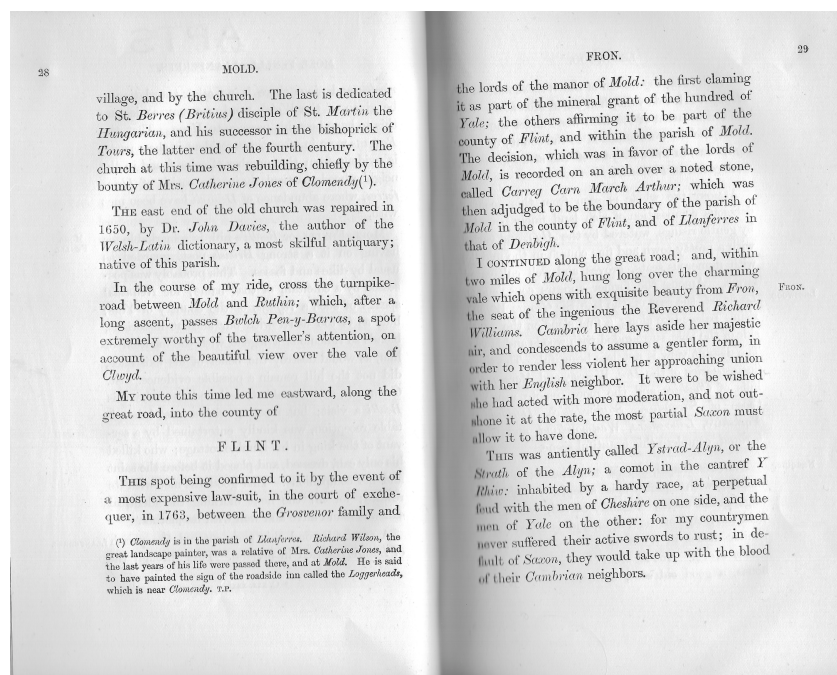 28
MOLD.
village, and by the church. The last is dedicated
to St. Berres (Britius) disciple of St. Martin the
Hungarian, and his successor in the bishoprick of
Tours, the latter end of the fourth century. The
church at this time was rebuilding, chiefly by the
bounty of Mrs. Catherine Jones of Clomendy(¹).
THE east end of the old church was repaired in
1650, by Dr. John Davies, the author of the
Welsh-Latin dictionary, a most skilful antiquary;
native of this parish.
In the course of my ride, cross the turnpike-
road between Mold and Ruthin; which, after a
long ascent, passes Bwlch Pen-y-Barras, a spot
extremely worthy of the traveller's attention, on
account of the beautiful view over the vale of
Clwyd.
MY route this time led me eastward, along the
great road, into the county of
FLINT.
THIS spot being confirmed to it by the event of
a most expensive law-suit, in the court of exche-
quer, in 1763, between the Grosvenor family and
(¹) Clomendy is in the parish of Llanferres. Richard Wilson, the
great landscape painter, was a relative of Mrs. Catherine Jones, and
the last years of his life were passed there, and at Mold. He is said
to have painted the sign of the roadside inn called the Loggerheads,
which is near Clomendy. T.P.
FRON.
29
the lords of the manor of Mold: the first claming
it as part of the mineral grant of the hundred of
Yale; the others affirming it to be part of the
county of Flint, and within the parish of Mold.
The decision, which was in favor of the lords of
Mold, is recorded on an arch over a noted stone,
called Carreg Carn March Arthur; which was
then adjudged to be the boundary of the parish of
Mold in the county of Flint, and of Llanferres in
that of Denbigh.
I CONTINUED along the great road; and, within
two miles of Mold, hung long over the charming
vale which opens with exquisite beauty from Fron,
FRON.
the seat of the ingenious the Reverend Richard
Williams. Cambria here lays aside her majestic
air, and condescends to assume a gentler form, in
order to render less violent her approaching union
with her English neighbor. It were to be wished
she had acted with more moderation, and not out-
shone it at the rate, the most partial Saxon must
allow it to have done.
THIS was antiently called Ystrad-Alyn, or the
Strath of the Alyn; a comot in the cantref Y
Rhiw: inhabited by a hardy race, at perpetual
feud with the men of Cheshire on one side, and the
men of Yale on the other: for my countrymen
never suffered their active swords to rust; in de-
fault of Saxon, they would take up with the blood
of their Cambrian neighbors.